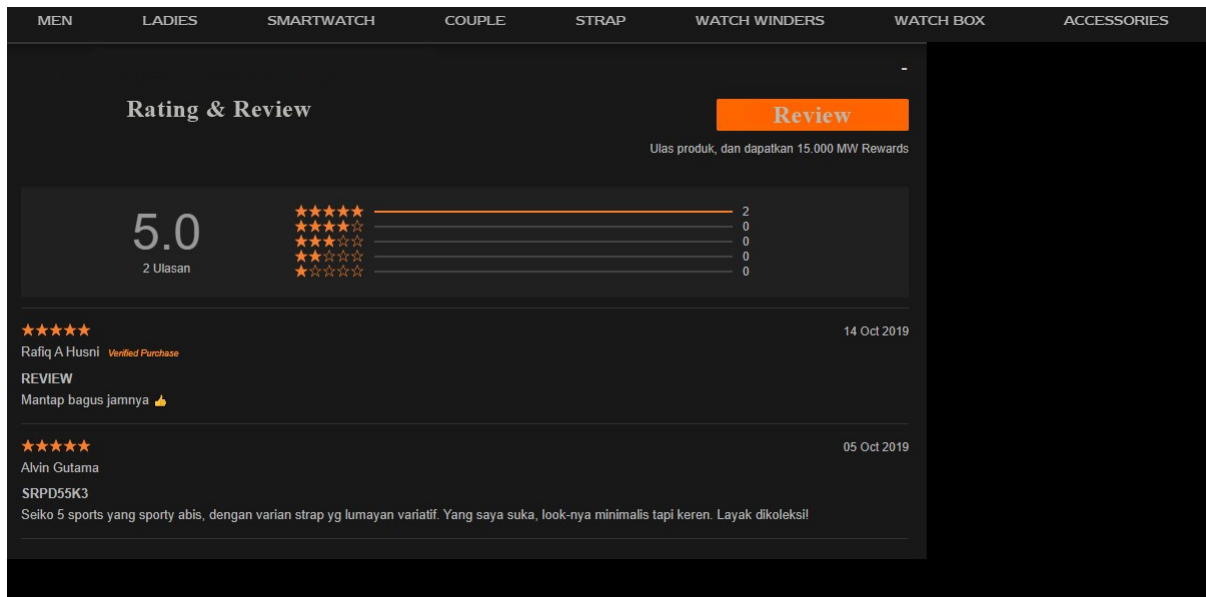 MEN LADIES SMARTWATCH COUPLE STRAP WATCH WINDERS WATCH BOX ACCESSORIES
-
Rating & Review
Review
Ulas produk, dan dapatkan 15.000 MW Rewards
5.0
2 Ulasan
★★★★★ 2
★★★★☆ 0
★★★☆☆ 0
★★☆☆☆ 0
★☆☆☆☆ 0
★★★★★ 14 Oct 2019
Rafiq A Husni Verified Purchase
REVIEW
Mantap bagus jamnya 👍
★★★★★ 05 Oct 2019
Alvin Gutama
SRPD55K3
Seiko 5 sports yang sporty abis, dengan varian strap yg lumayan variatif. Yang saya suka, look-nya minimalis tapi keren. Layak dikoleksi!